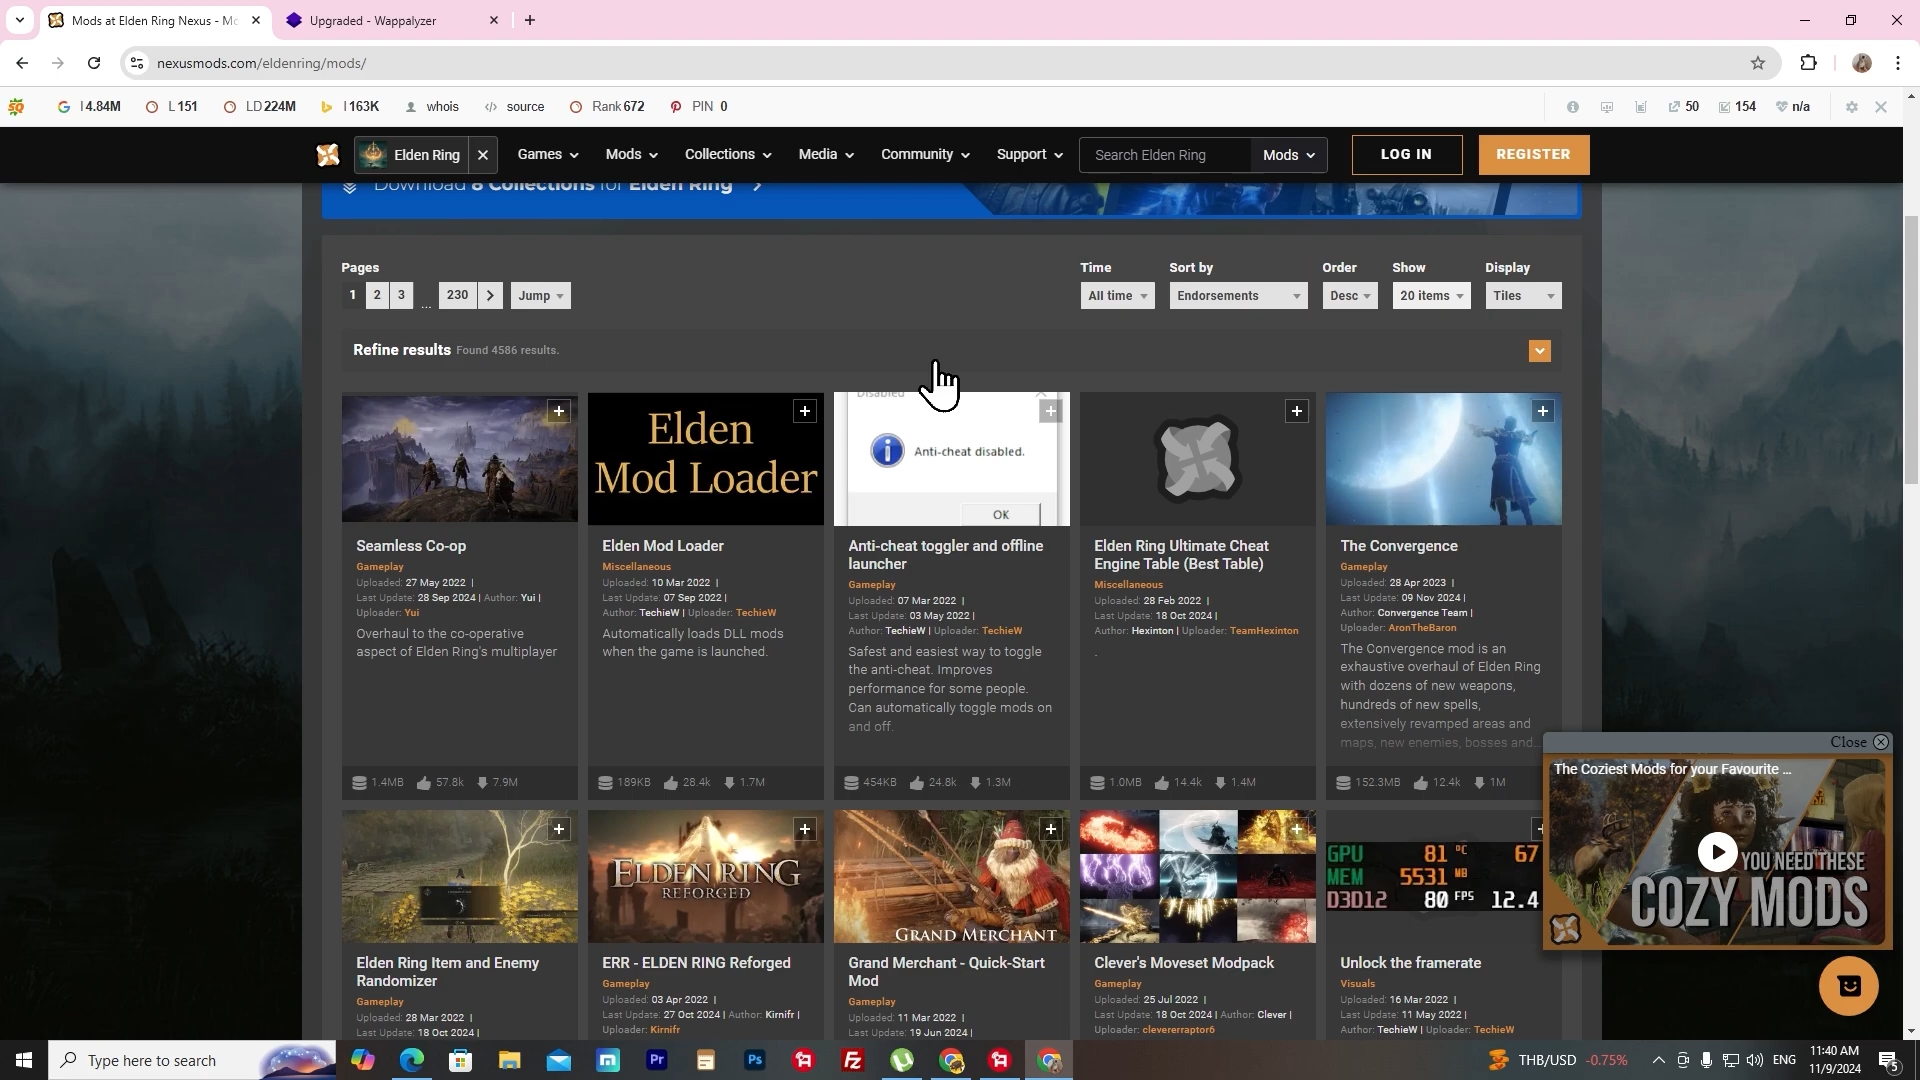 Mods at Elden Ring Nexus - Mo
Upgraded - Wappalyzer
nexusmods.com/eldenring/mods/
I 4.84M
L 151
LD 224M
I 163K
whois
source
Rank 672
PIN 0
50
154
n/a
Elden Ring
Games
Mods
Collections
Media
Community
Support
Search Elden Ring
Mods
LOG IN
REGISTER
Download 8 Collections for Elden Ring
Pages
Time
Sort by
Order
Show
Display
1
2
3
...
230
Jump
All time
Endorsements
Desc
20 items
Tiles
Refine results Found 4586 results.
Elden
Mod Loader
Disabled
Anti-cheat disabled.
OK
Seamless Co-op
Gameplay
Uploaded: 27 May 2022 |
Last Update: 28 Sep 2024 | Author: Yui |
Uploader: Yui
Overhaul to the co-operative
aspect of Elden Ring's multiplayer
1.4MB 57.8k 7.9M
Elden Mod Loader
Miscellaneous
Uploaded: 10 Mar 2022 |
Last Update: 07 Sep 2022 |
Author: TechieW | Uploader: TechieW
Automatically loads DLL mods
when the game is launched.
189KB 28.4k 1.7M
Anti-cheat toggler and offline
launcher
Gameplay
Uploaded: 07 Mar 2022 |
Last Update: 03 May 2022 |
Author: TechieW | Uploader: TechieW
Safest and easiest way to toggle
the anti-cheat. Improves
performance for some people.
Can automatically toggle mods on
and off.
454KB 24.8k 1.3M
Elden Ring Ultimate Cheat
Engine Table (Best Table)
Miscellaneous
Uploaded: 28 Feb 2022 |
Last Update: 18 Oct 2024 |
Author: Hexinton | Uploader: TeamHexinton
.
1.0MB 14.4k 1.4M
The Convergence
Gameplay
Uploaded: 28 Apr 2023 |
Last Update: 09 Nov 2024 |
Author: Convergence Team |
Uploader: AronTheBaron
The Convergence mod is an
exhaustive overhaul of Elden Ring
with dozens of new weapons,
hundreds of new spells,
extensively revamped areas and
maps, new enemies, bosses and...
152.3MB 12.4k 1M
Close
The Coziest Mods for your Favourite ...
YOU NEED THESE
COZY MODS
ELDEN RING
REFORGED
GRAND MERCHANT
GPU 81 °C 67
MEM 5531 MB
D3D12 80 FPS 12.4
Elden Ring Item and Enemy
Randomizer
Gameplay
Uploaded: 28 Mar 2022 |
Last Update: 18 Oct 2024 |
ERR - ELDEN RING Reforged
Gameplay
Uploaded: 03 Apr 2022 |
Last Update: 27 Oct 2024 | Author: Kirnifr |
Uploader: Kirnifr
Grand Merchant - Quick-Start
Mod
Gameplay
Uploaded: 11 Mar 2022 |
Last Update: 19 Jun 2024 |
Clever's Moveset Modpack
Gameplay
Uploaded: 25 Jul 2022 |
Last Update: 18 Oct 2024 | Author: Clever |
Uploader: clevererraptor6
Unlock the framerate
Visuals
Uploaded: 16 Mar 2022 |
Last Update: 11 May 2022 |
Author: TechieW | Uploader: TechieW
Type here to search
THB/USD -0.75%
ENG
11:40 AM
11/9/2024
5